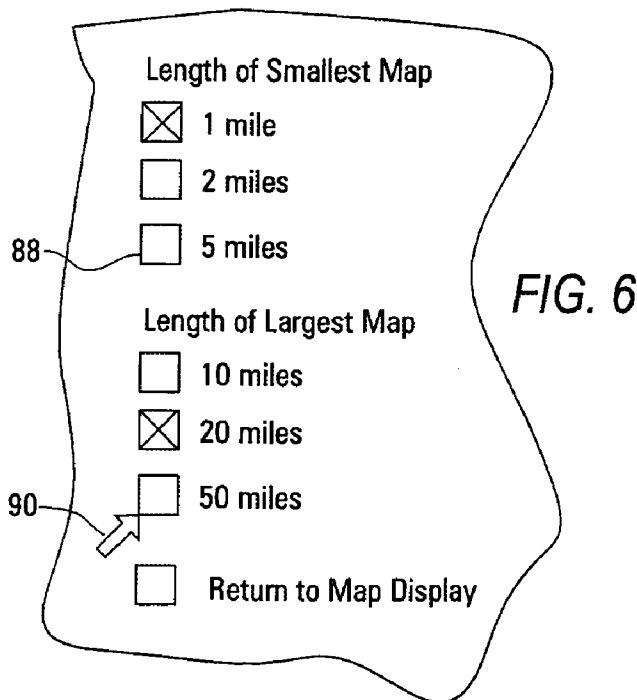 Length of Smallest Map
1 mile
2 miles
88
5 miles
FIG. 6
Length of Largest Map
10 miles
20 miles
90
50 miles
Return to Map Display